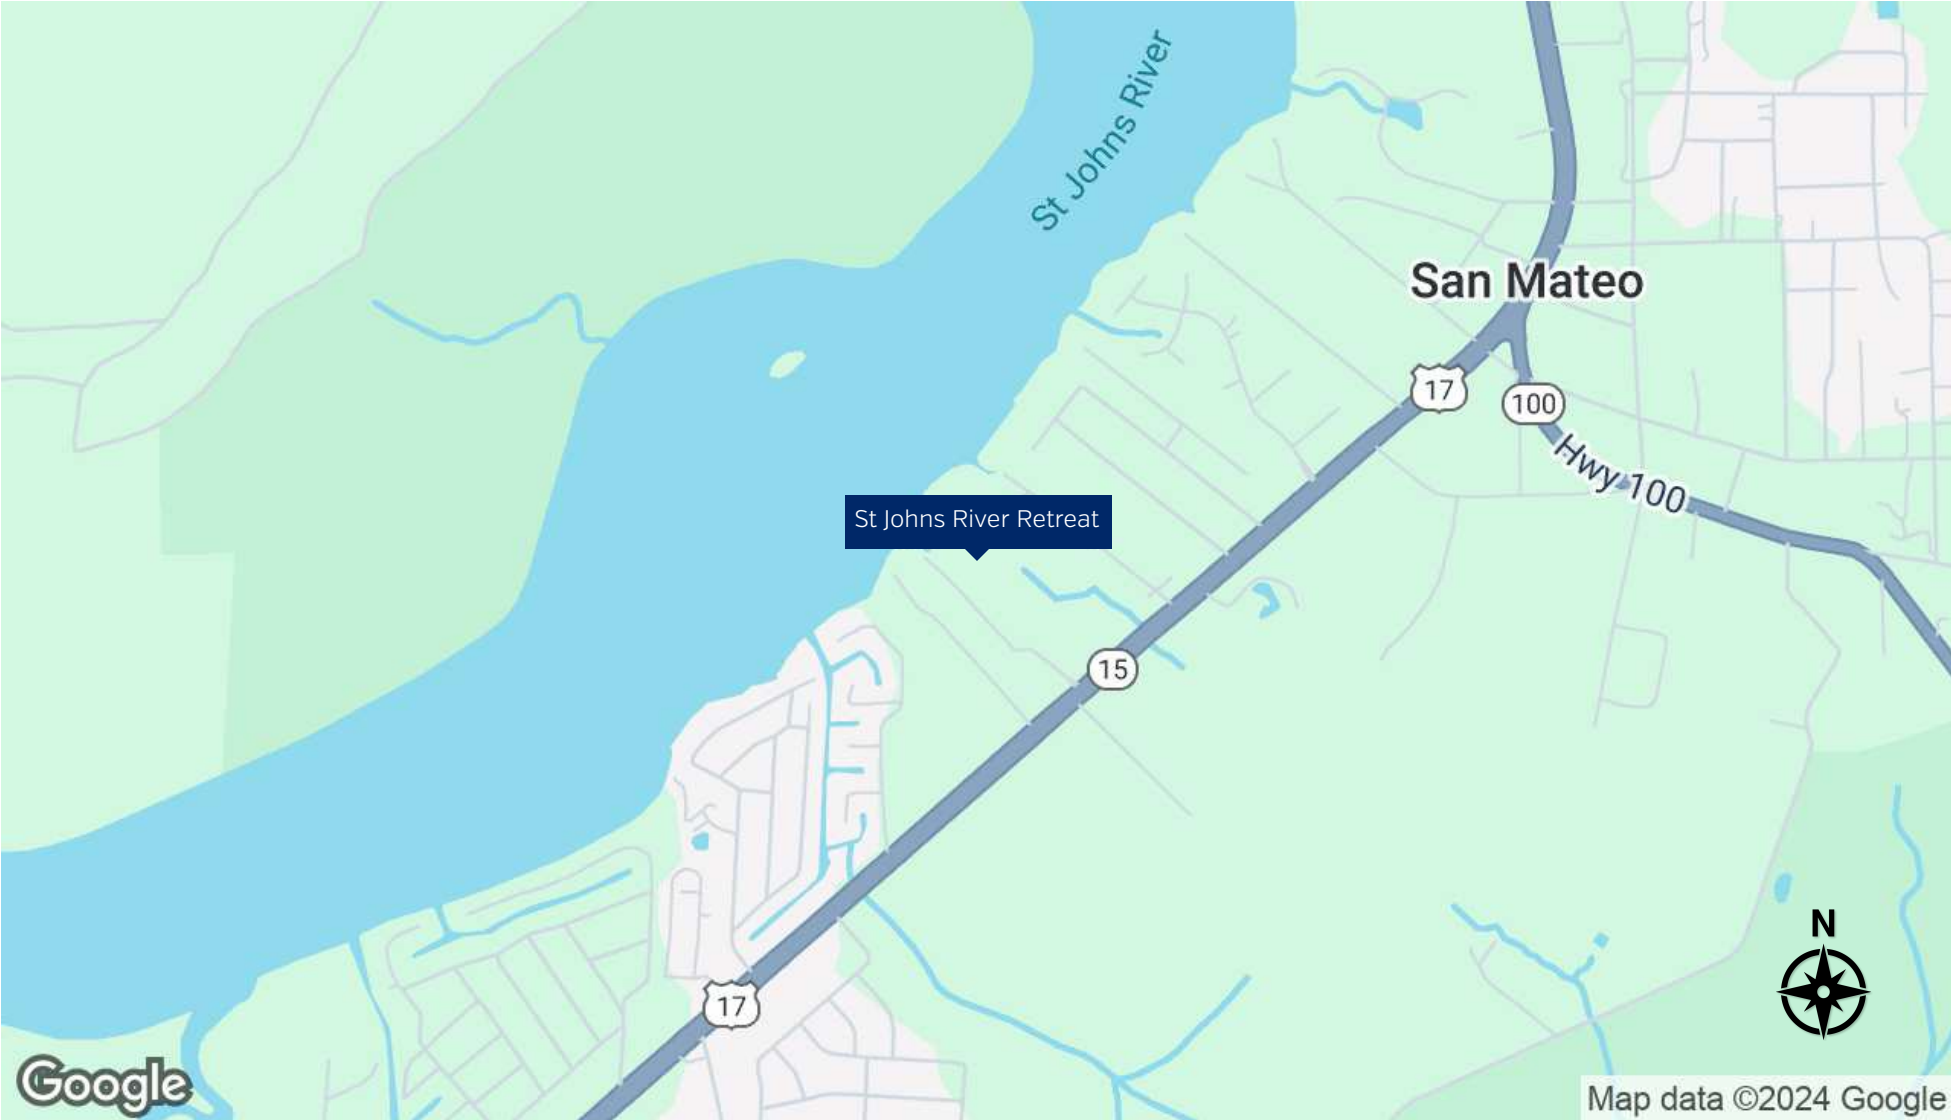 St Johns River
San Mateo
17
100
Hwy 100
St Johns River Retreat
15
N
17
Google
Map data ©2024 Google